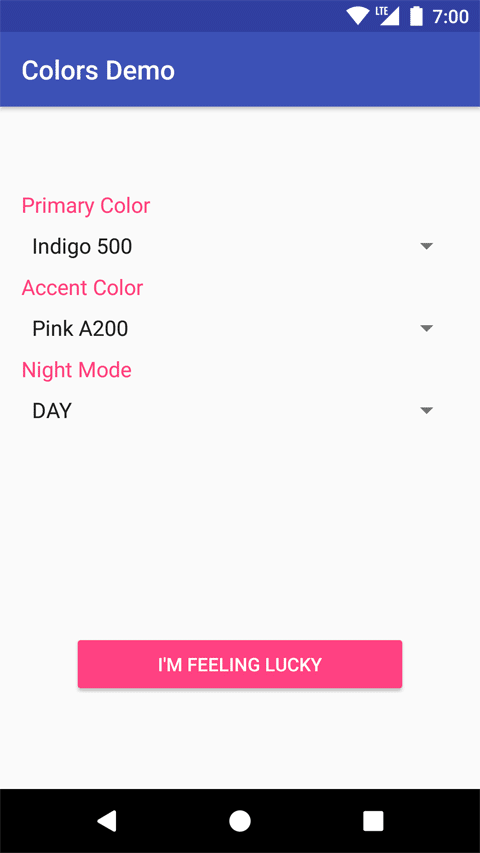 LTE 7:00
Colors Demo
Primary Color
Indigo 500
Accent Color
Pink A200
Night Mode
DAY
I'M FEELING LUCKY